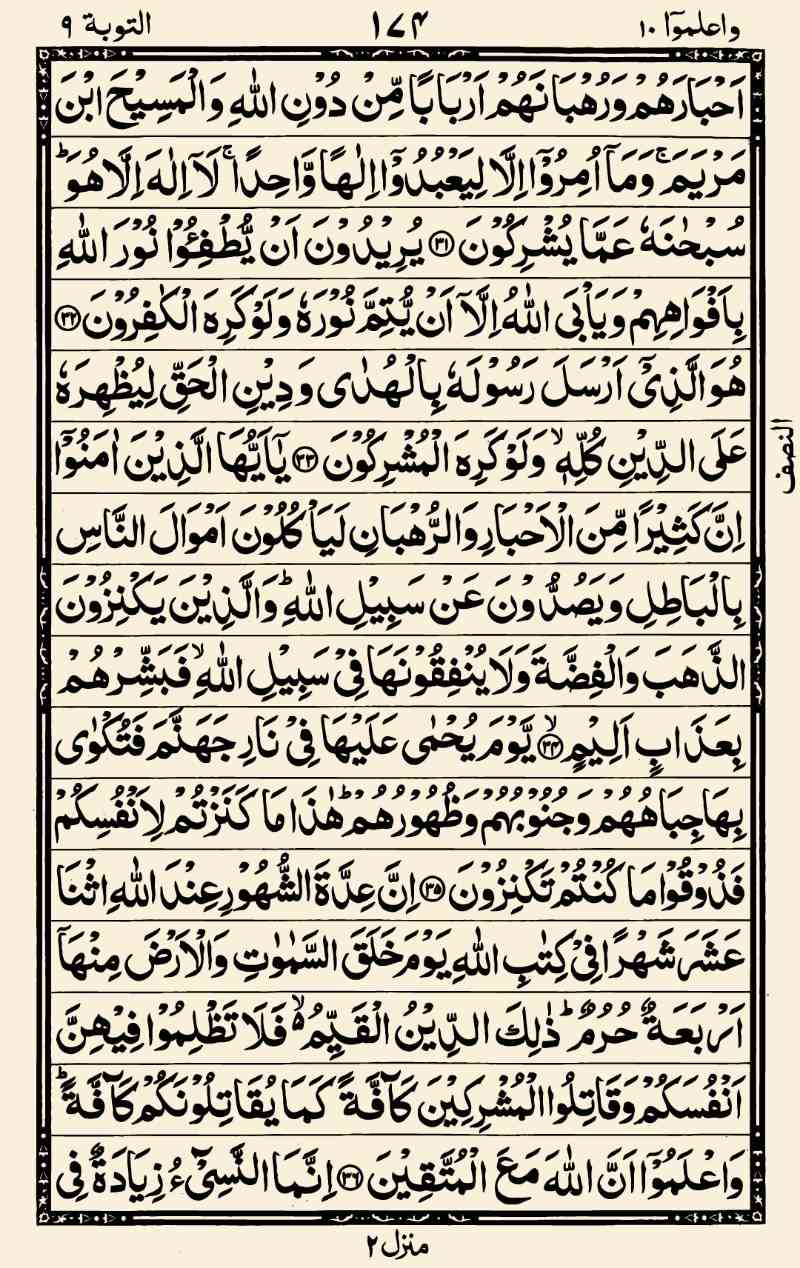 واعلموٓا ١٠
١٧٤
التوبة ٩
اَحْبَارَهُمْ وَرُهْبَانَهُمْ اَرْبَابًا مِّنْ دُوْنِ اللّٰهِ وَالْمَسِيْحَ ابْنَ
مَرْيَمَ ۚ وَمَاۤ اُمِرُوْۤا اِلَّا لِيَعْبُدُوْۤا اِلٰهًا وَّاحِدًا ۚ لَاۤ اِلٰهَ اِلَّا هُوَ ؕ
سُبْحٰنَهٗ عَمَّا يُشْرِكُوْنَ ﴿٣١﴾ يُرِيْدُوْنَ اَنْ يُّطْفِـُٔوْا نُوْرَ اللّٰهِ
بِاَفْوَاهِهِمْ وَيَاْبَى اللّٰهُ اِلَّاۤ اَنْ يُّتِمَّ نُوْرَهٗ وَلَوْ كَرِهَ الْكٰفِرُوْنَ ﴿٣٢﴾
هُوَ الَّذِيْۤ اَرْسَلَ رَسُوْلَهٗ بِالْهُدٰى وَدِيْنِ الْحَقِّ لِيُظْهِرَهٗ
عَلَى الدِّيْنِ كُلِّهٖ ۙ وَلَوْ كَرِهَ الْمُشْرِكُوْنَ ﴿٣٣﴾ يٰۤاَيُّهَا الَّذِيْنَ اٰمَنُوْۤا
النصف
اِنَّ كَثِيْرًا مِّنَ الْاَحْبَارِ وَالرُّهْبَانِ لَيَاْكُلُوْنَ اَمْوَالَ النَّاسِ
بِالْبَاطِلِ وَيَصُدُّوْنَ عَنْ سَبِيْلِ اللّٰهِ ؕ وَالَّذِيْنَ يَكْنِزُوْنَ
الذَّهَبَ وَالْفِضَّةَ وَلَا يُنْفِقُوْنَهَا فِيْ سَبِيْلِ اللّٰهِ ۙ فَبَشِّرْهُمْ
بِعَذَابٍ اَلِيْمٍ ﴿٣٤﴾ ۙ يَّوْمَ يُحْمٰى عَلَيْهَا فِيْ نَارِ جَهَنَّمَ فَتُكْوٰى
بِهَا جِبَاهُهُمْ وَجُنُوْبُهُمْ وَظُهُوْرُهُمْ ؕ هٰذَا مَا كَنَزْتُمْ لِاَنْفُسِكُمْ
فَذُوْقُوْا مَا كُنْتُمْ تَكْنِزُوْنَ ﴿٣٥﴾ اِنَّ عِدَّةَ الشُّهُوْرِ عِنْدَ اللّٰهِ اثْنَا
عَشَرَ شَهْرًا فِيْ كِتٰبِ اللّٰهِ يَوْمَ خَلَقَ السَّمٰوٰتِ وَالْاَرْضَ مِنْهَاۤ
اَرْبَعَةٌ حُرُمٌ ؕ ذٰلِكَ الدِّيْنُ الْقَيِّمُ ۙ۬ فَلَا تَظْلِمُوْا فِيْهِنَّ
اَنْفُسَكُمْ وَقَاتِلُوا الْمُشْرِكِيْنَ كَآفَّةً كَمَا يُقَاتِلُوْنَكُمْ كَآفَّةً ؕ
وَاعْلَمُوْۤا اَنَّ اللّٰهَ مَعَ الْمُتَّقِيْنَ ﴿٣٦﴾ اِنَّمَا النَّسِيْٓءُ زِيَادَةٌ فِي
منزل ٢